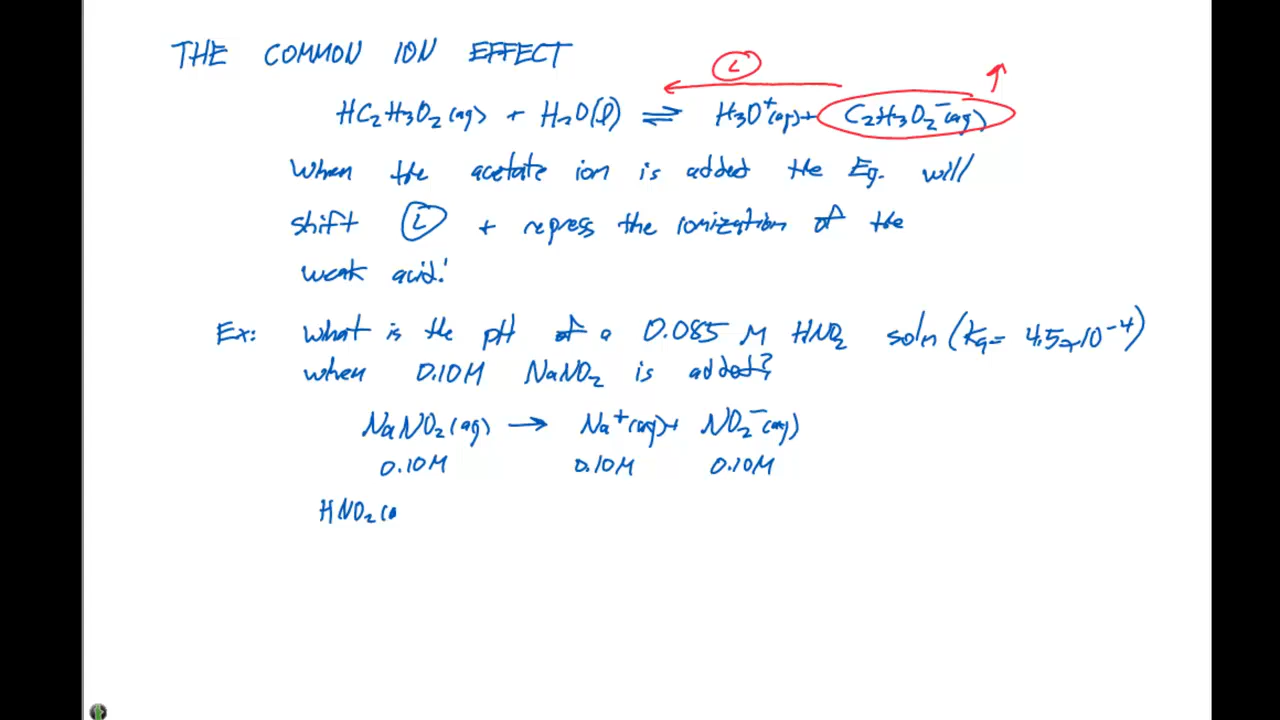 THE COMMON ION EFFECT
L
HC₂H₃O₂(aq) + H₂O(l) ⇌ H₃O⁺(aq) + C₂H₃O₂⁻(aq) ↑
When the acetate ion is added the Eq. will
shift L + repress the ionization of the
weak acid!
Ex: what is the pH of a 0.085 M HNO₂ soln (Ka = 4.5x10⁻⁴)
when 0.10M NaNO₂ is added?
NaNO₂(aq) → Na⁺(aq) + NO₂⁻(aq)
0.10M 0.10M 0.10M
HNO₂(a